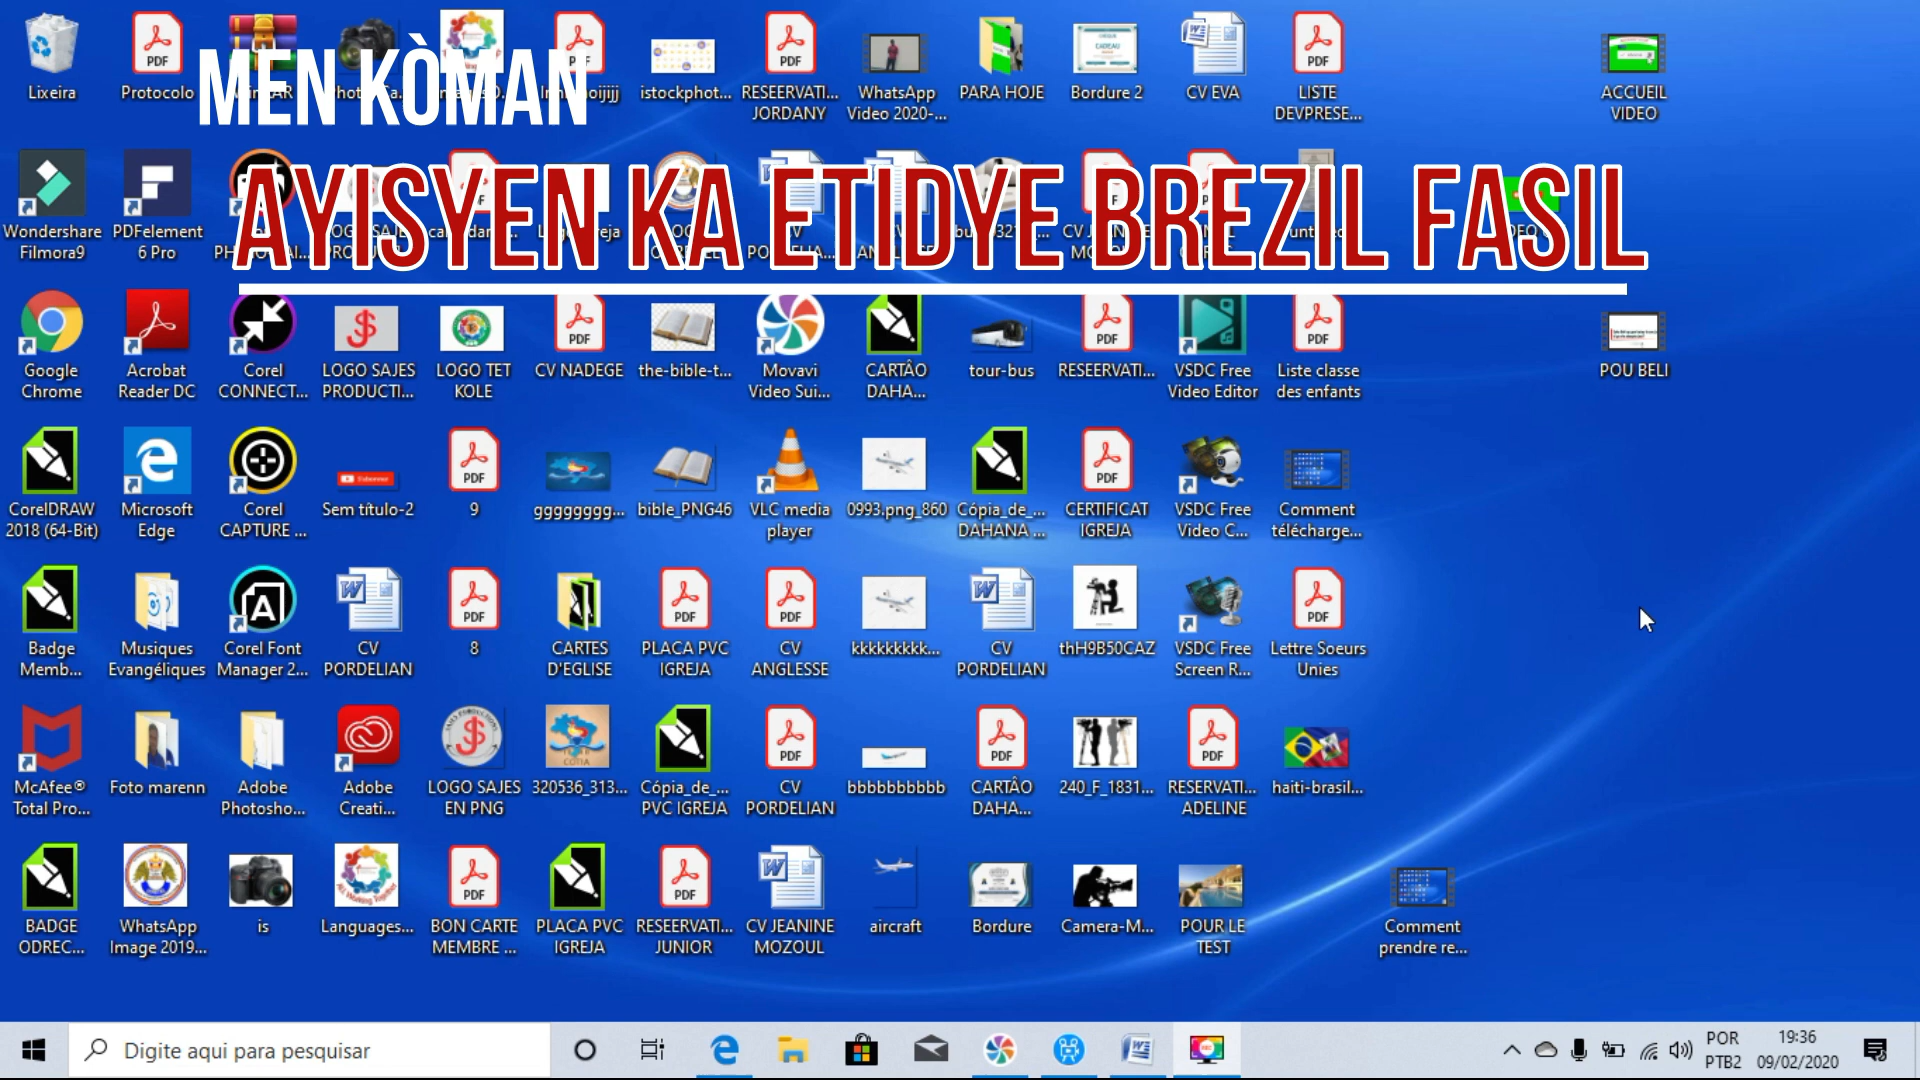 MEN KÒMAN
AYISYEN KA ETIDYE BREZIL FASIL
Lixeira
Protocolo
istockphot...
RESEERVATI... JORDANY
WhatsApp Video 2020-...
PARA HOJE
Bordure 2
CV EVA
LISTE DEVPRESE...
ACCUEIL VIDEO
Wondershare Filmora9
PDFelement 6 Pro
Google Chrome
Acrobat Reader DC
Corel CONNECT...
LOGO SAJES PRODUCTI...
LOGO TET KOLE
CV NADEGE
the-bible-t...
Movavi Video Sui...
CARTÂO DAHA...
tour-bus
RESEERVATI...
VSDC Free Video Editor
Liste classe des enfants
POU BELI
CorelDRAW 2018 (64-Bit)
Microsoft Edge
Corel CAPTURE ...
Sem título-2
9
gggggggg...
bible_PNG46
VLC media player
0993.png_860
Cópia_de_... DAHANA ...
CERTIFICAT IGREJA
VSDC Free Video C...
Comment télécharge...
Badge Memb...
Musiques Evangéliques
Corel Font Manager 2...
CV PORDELIAN
8
CARTES D'EGLISE
PLACA PVC IGREJA
CV ANGLESSE
kkkkkkkkk...
CV PORDELIAN
thH9B50CAZ
VSDC Free Screen R...
Lettre Soeurs Unies
McAfee® Total Pro...
Foto marenn
Adobe Photosho...
Adobe Creati...
LOGO SAJES EN PNG
320536_313...
Cópia_de_... PVC IGREJA
CV PORDELIAN
bbbbbbbbbb
CARTÂO DAHA...
240_F_1831...
RESERVATI... ADELINE
haiti-brasil...
BADGE ODREC...
WhatsApp Image 2019...
is
Languages...
BON CARTE MEMBRE ...
PLACA PVC IGREJA
RESEERVATI... JUNIOR
CV JEANINE MOZOUL
aircraft
Bordure
Camera-M...
POUR LE TEST
Comment prendre re...
Digite aqui para pesquisar
POR
PTB2
19:36
09/02/2020